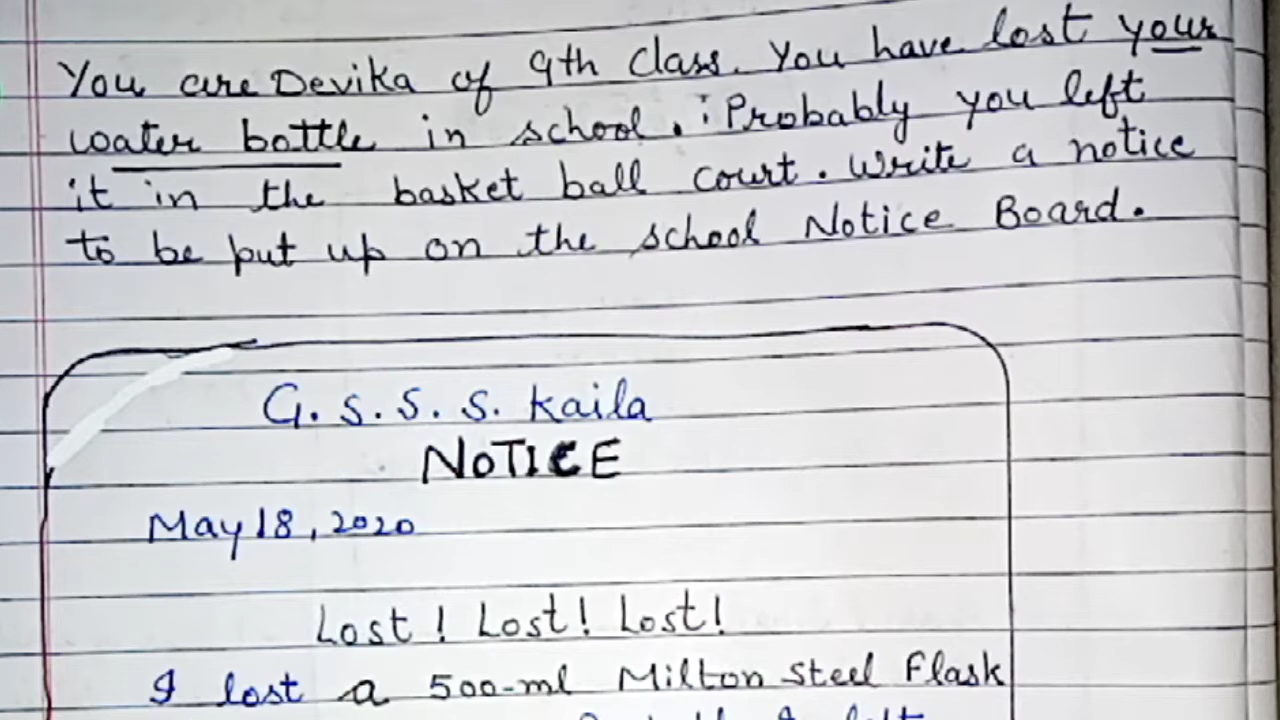 You are Devika of 9th Class. You have lost your
water bottle in school. Probably you left
it in the basket ball court. Write a notice
to be put up on the school Notice Board.
G. S. S. S. Kaila
NOTICE
May 18, 2020
Lost! Lost! Lost!
I lost a 500-ml Milton Steel Flask
I left